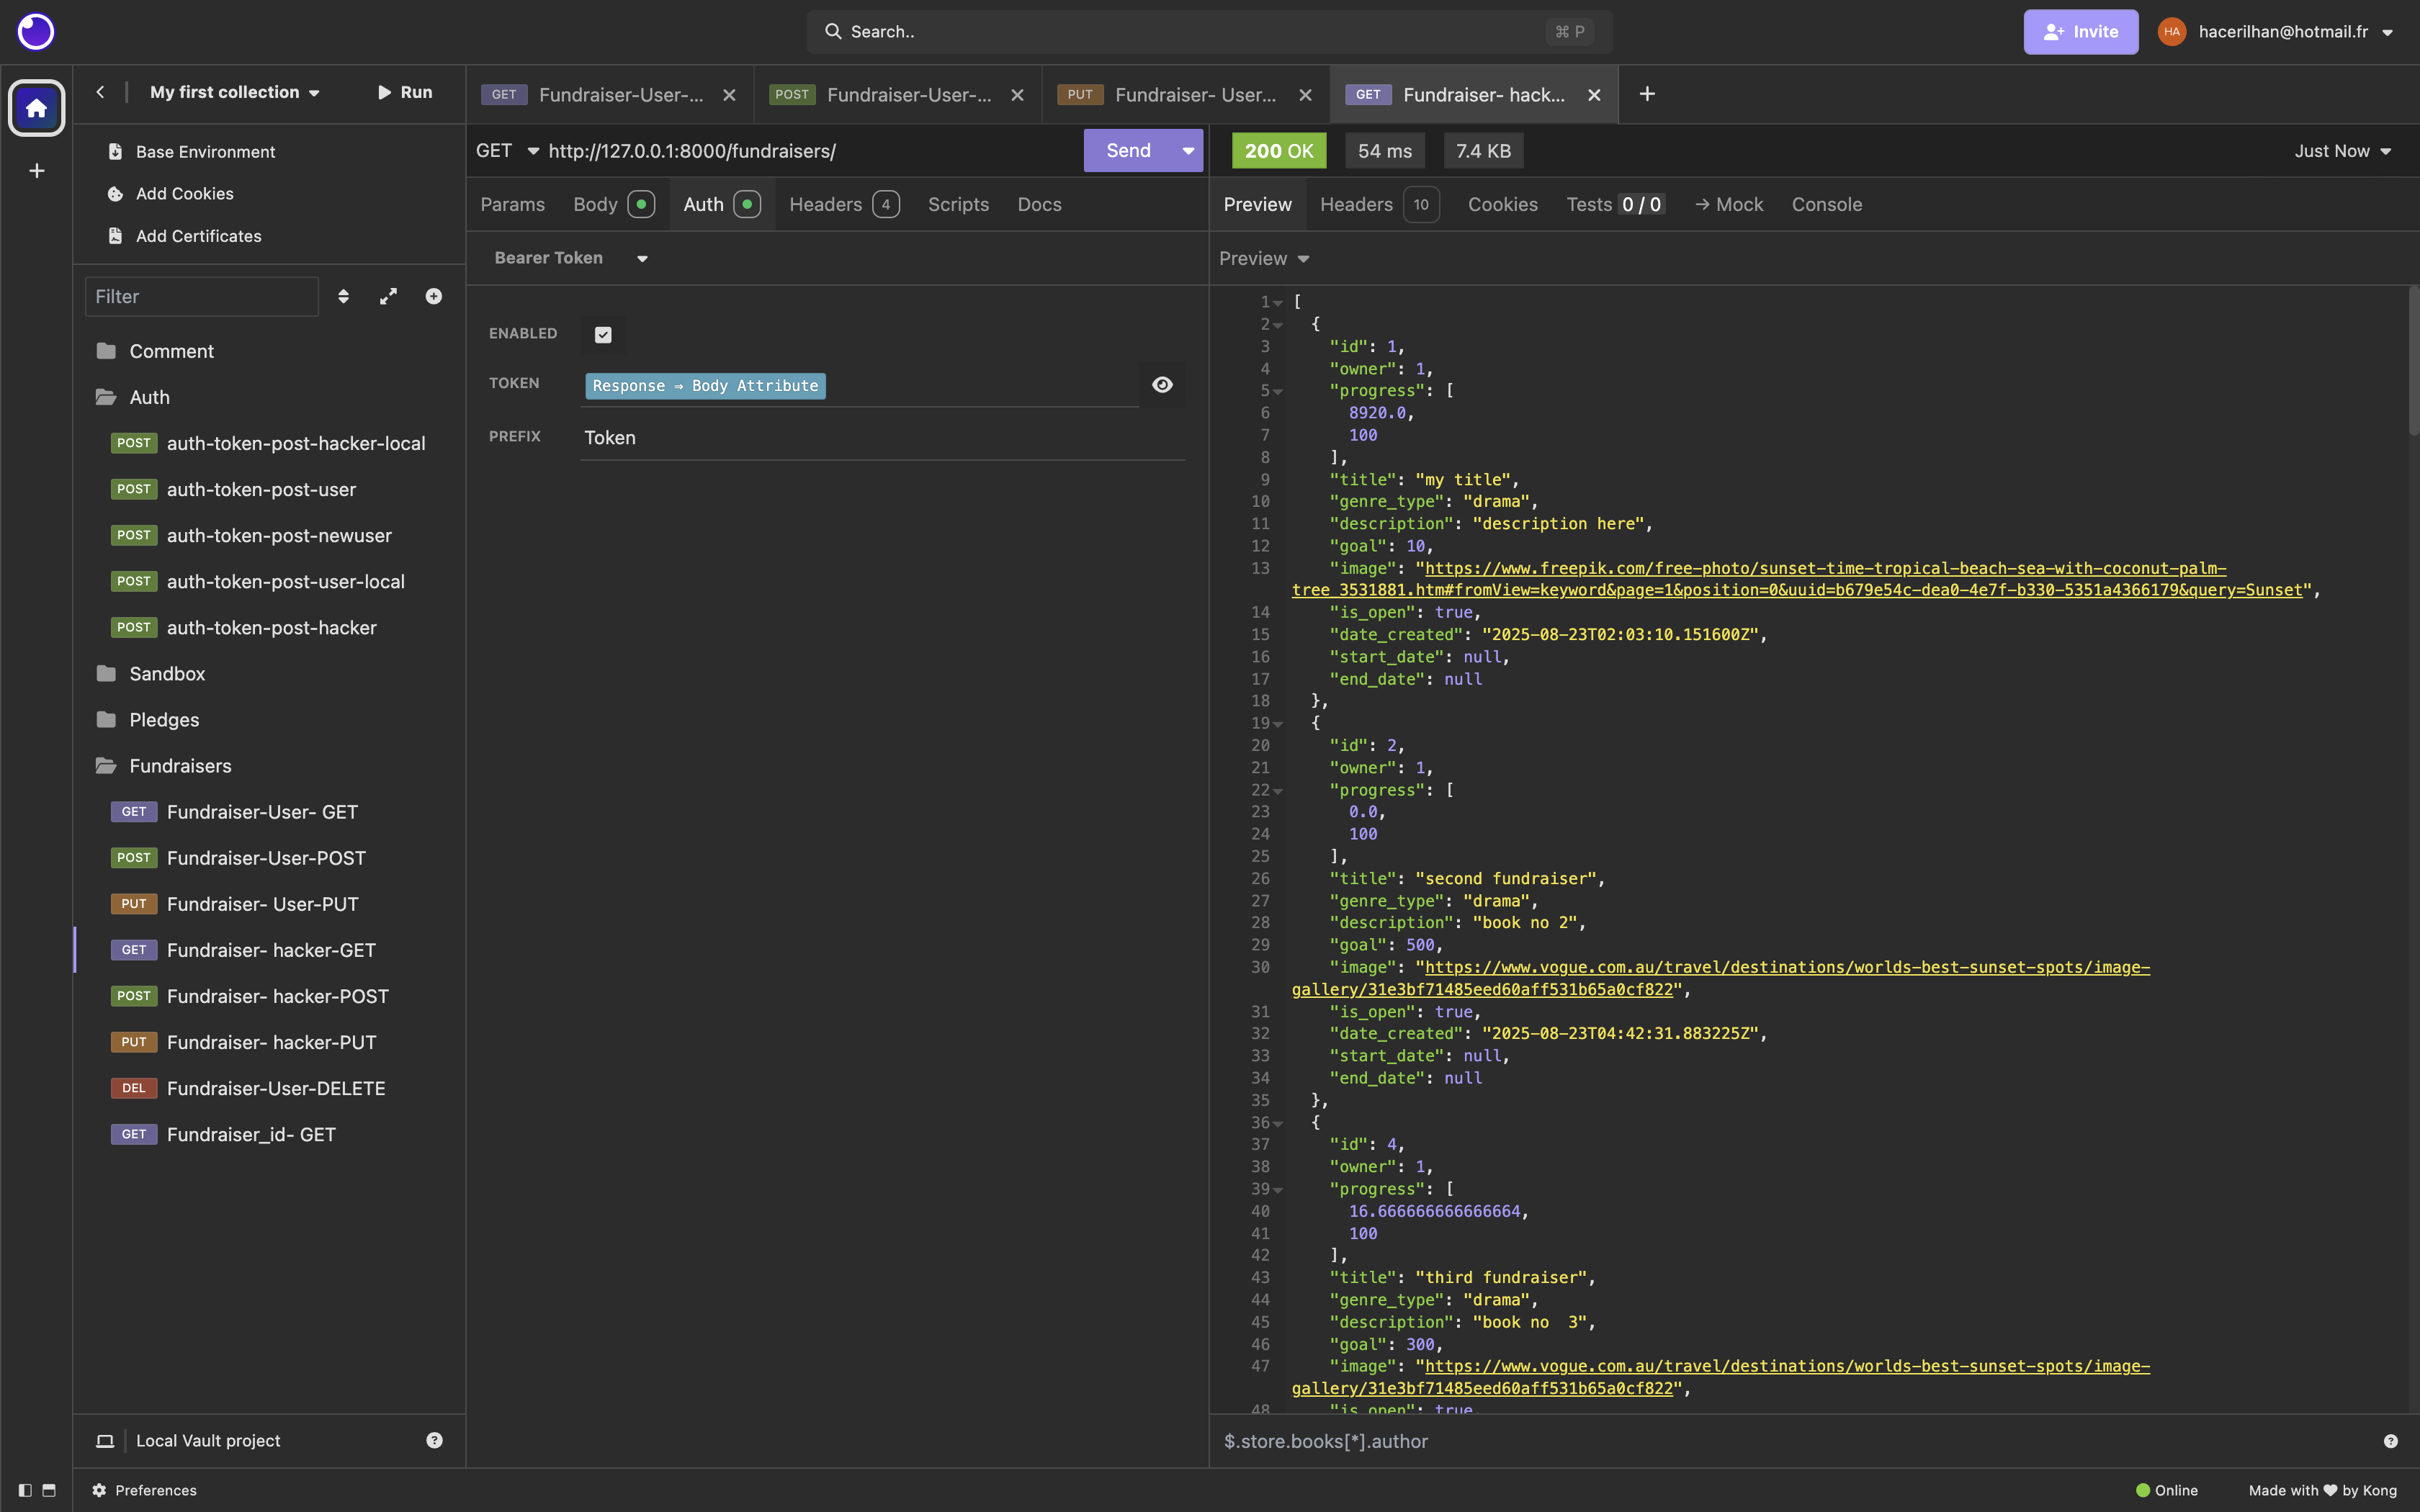 Search..
⌘ P
Invite
HA
hacerilhan@hotmail.fr
My first collection
Run
Base Environment
Add Cookies
Add Certificates
Filter
Comment
Auth
POST auth-token-post-hacker-local
POST auth-token-post-user
POST auth-token-post-newuser
POST auth-token-post-user-local
POST auth-token-post-hacker
Sandbox
Pledges
Fundraisers
GET Fundraiser-User- GET
POST Fundraiser-User-POST
PUT Fundraiser- User-PUT
GET Fundraiser- hacker-GET
POST Fundraiser- hacker-POST
PUT Fundraiser- hacker-PUT
DEL Fundraiser-User-DELETE
GET Fundraiser_id- GET
Local Vault project
Preferences
GET Fundraiser-User-...
POST Fundraiser-User-...
PUT Fundraiser- User...
GET Fundraiser- hack...
GET http://127.0.0.1:8000/fundraisers/
Send
Params Body Auth Headers 4 Scripts Docs
Bearer Token
ENABLED
TOKEN Response ⇒ Body Attribute
PREFIX Token
200 OK 54 ms 7.4 KB
Just Now
Preview Headers 10 Cookies Tests 0 / 0 → Mock Console
Preview
1 [
2 {
3 "id": 1,
4 "owner": 1,
5 "progress": [
6 8920.0,
7 100
8 ],
9 "title": "my title",
10 "genre_type": "drama",
11 "description": "description here",
12 "goal": 10,
13 "image": "https://www.freepik.com/free-photo/sunset-time-tropical-beach-sea-with-coconut-palm-
tree_3531881.htm#fromView=keyword&page=1&position=0&uuid=b679e54c-dea0-4e7f-b330-5351a4366179&query=Sunset",
14 "is_open": true,
15 "date_created": "2025-08-23T02:03:10.151600Z",
16 "start_date": null,
17 "end_date": null
18 },
19 {
20 "id": 2,
21 "owner": 1,
22 "progress": [
23 0.0,
24 100
25 ],
26 "title": "second fundraiser",
27 "genre_type": "drama",
28 "description": "book no 2",
29 "goal": 500,
30 "image": "https://www.vogue.com.au/travel/destinations/worlds-best-sunset-spots/image-
gallery/31e3bf71485eed60aff531b65a0cf822",
31 "is_open": true,
32 "date_created": "2025-08-23T04:42:31.883225Z",
33 "start_date": null,
34 "end_date": null
35 },
36 {
37 "id": 4,
38 "owner": 1,
39 "progress": [
40 16.666666666666664,
41 100
42 ],
43 "title": "third fundraiser",
44 "genre_type": "drama",
45 "description": "book no  3",
46 "goal": 300,
47 "image": "https://www.vogue.com.au/travel/destinations/worlds-best-sunset-spots/image-
gallery/31e3bf71485eed60aff531b65a0cf822",
48 "is_open": true,
$.store.books[*].author
Online
Made with ♥ by Kong